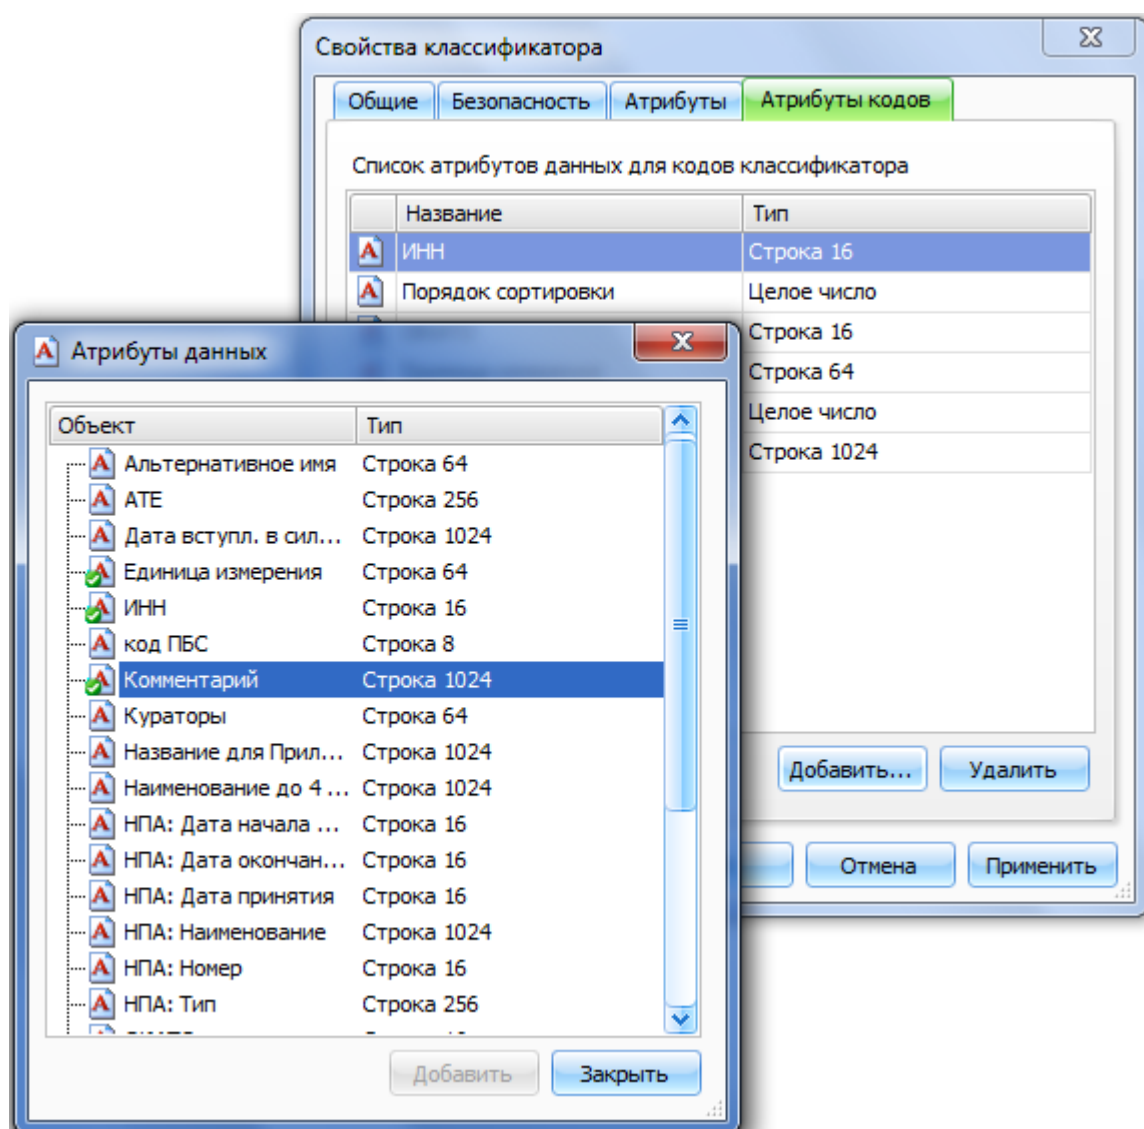 Свойства классификатора
Общие Безопасность Атрибуты Атрибуты кодов
Список атрибутов данных для кодов классификатора
Название Тип
ИНН Строка 16
Порядок сортировки Целое число
Строка 16
Строка 64
Целое число
Строка 1024
Добавить... Удалить
Отмена Применить
Атрибуты данных
Объект Тип
Альтернативное имя Строка 64
АТЕ Строка 256
Дата вступл. в сил... Строка 1024
Единица измерения Строка 64
ИНН Строка 16
код ПБС Строка 8
Комментарий Строка 1024
Кураторы Строка 64
Название для Прил... Строка 1024
Наименование до 4 ... Строка 1024
НПА: Дата начала ... Строка 16
НПА: Дата окончан... Строка 16
НПА: Дата принятия Строка 16
НПА: Наименование Строка 1024
НПА: Номер Строка 16
НПА: Тип Строка 256
Добавить Закрыть